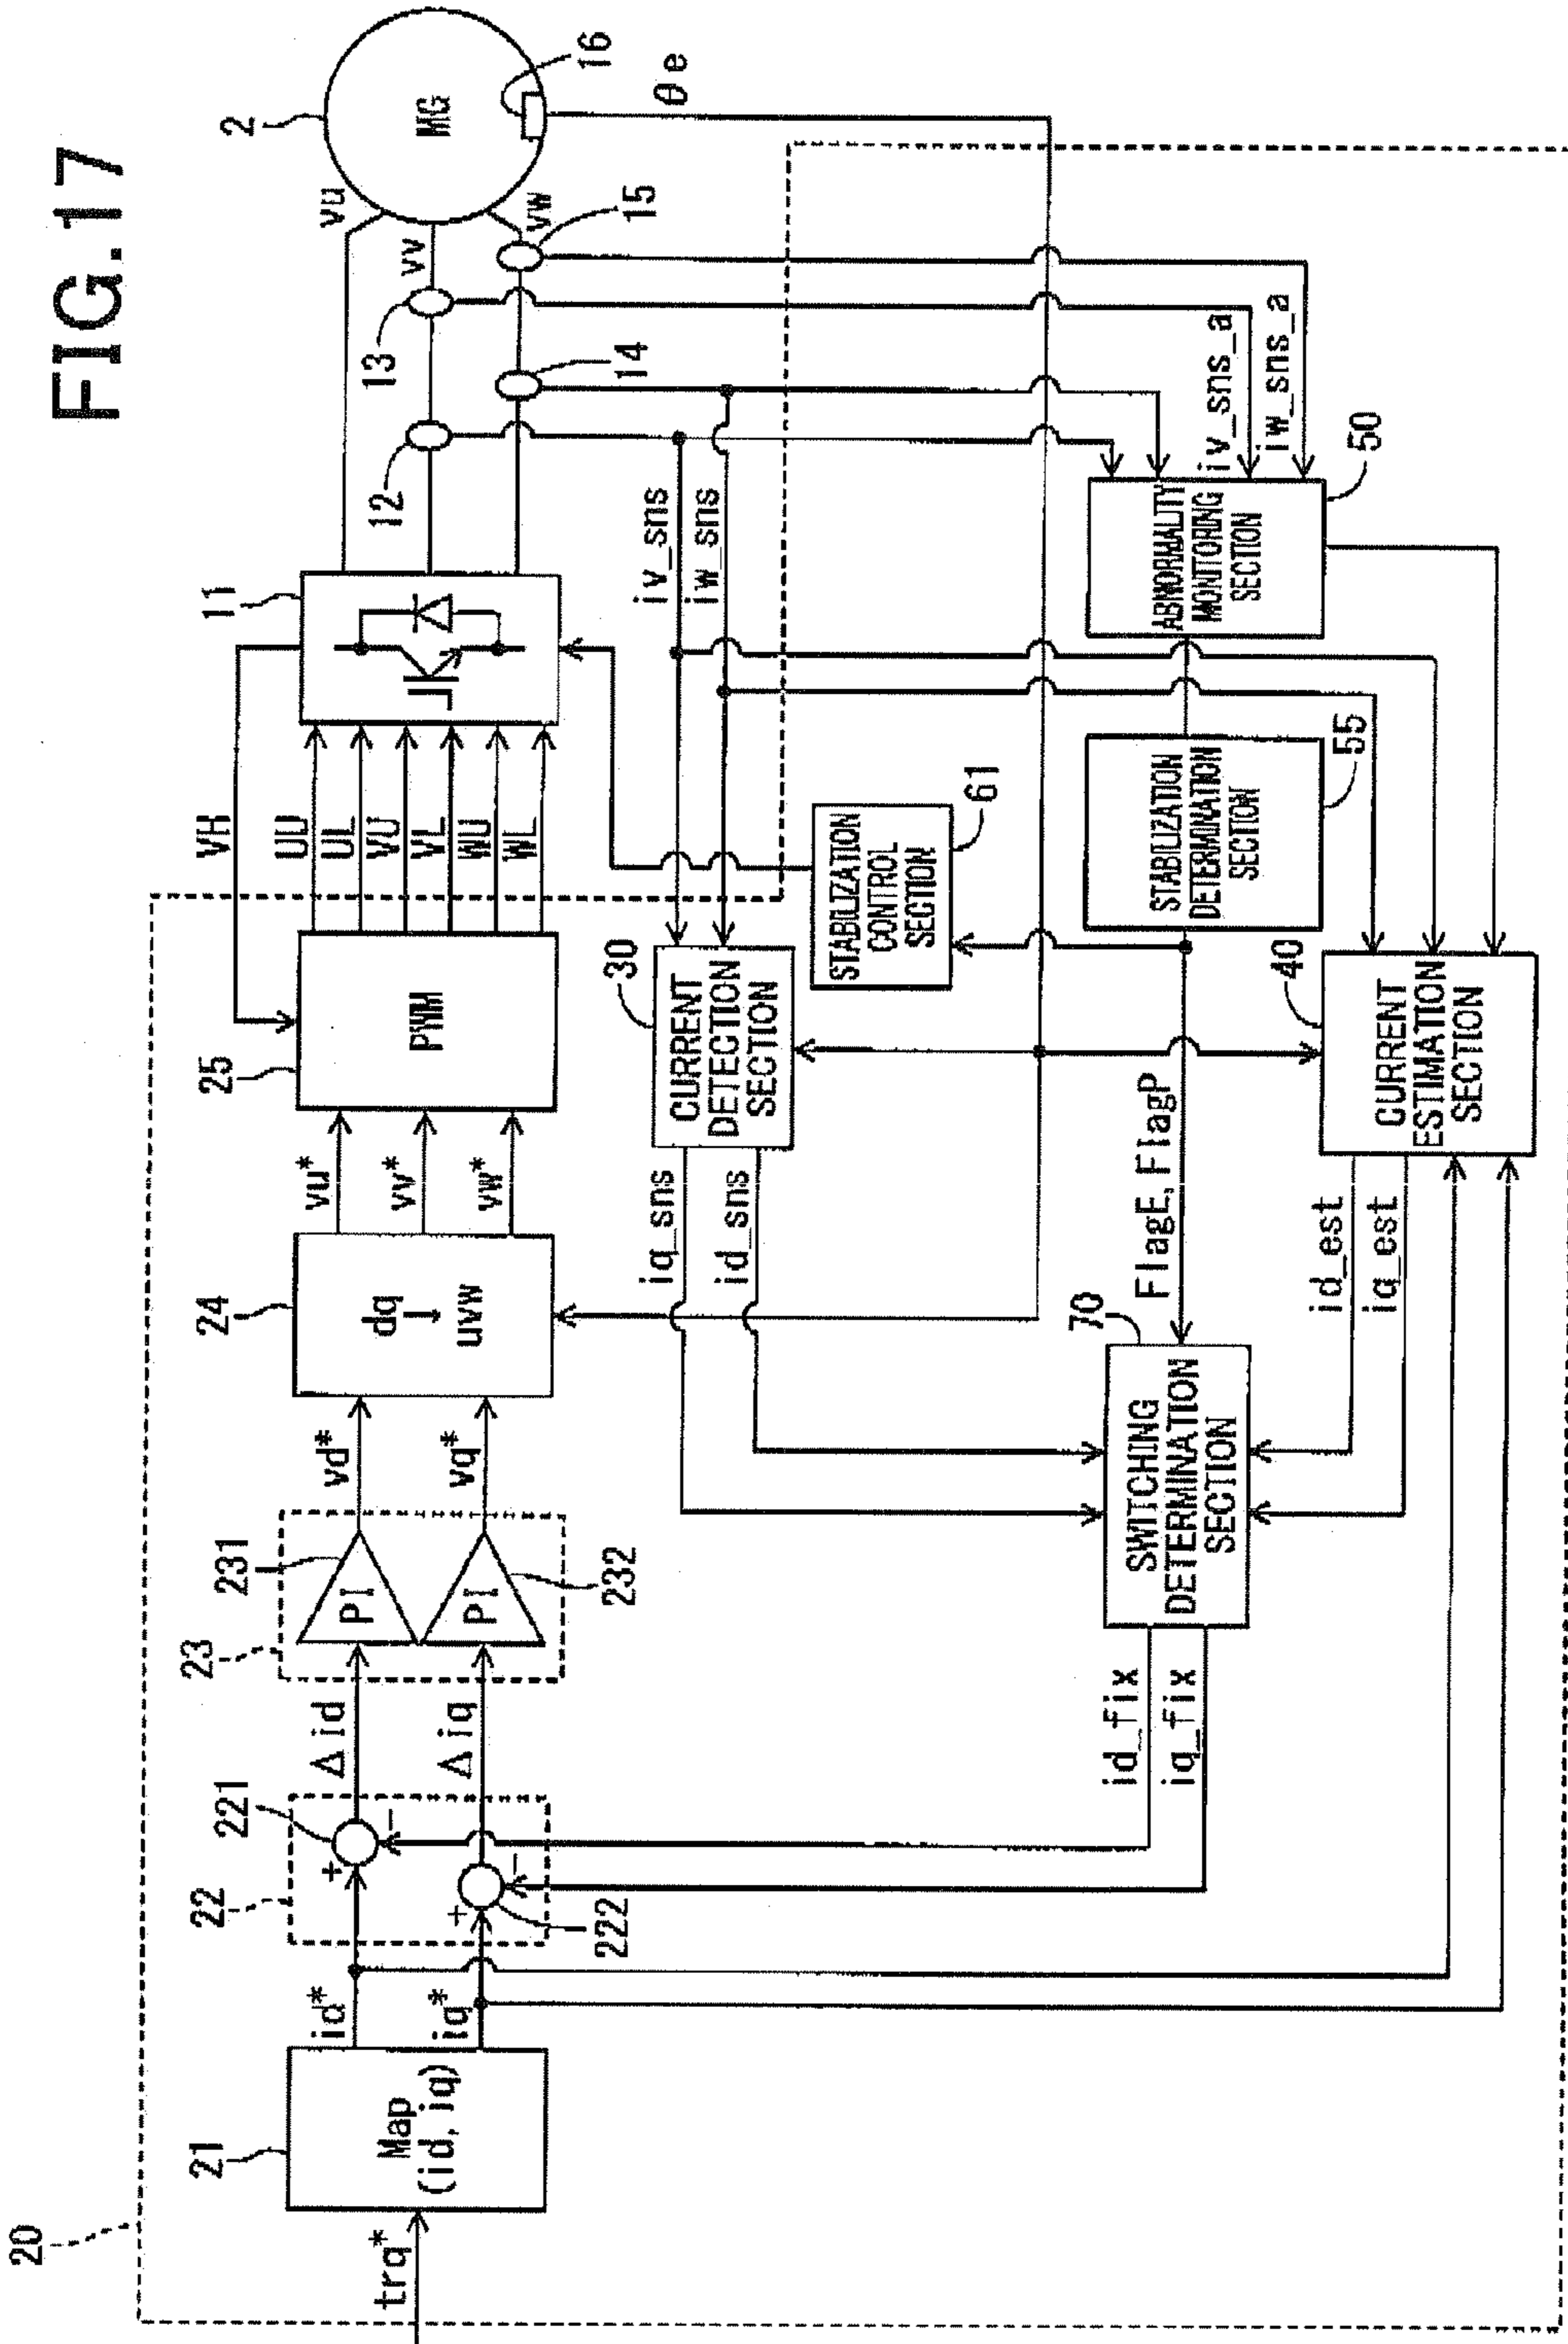 FIG.17
20
trq*
21
Map
(id, iq)
id*
iq*
22
221
222
+
-
+
-
Δid
Δiq
23
231
232
PI
PI
vd*
vq*
24
dq
↓
uvw
vu*
vv*
vw*
25
PWM
VH
UU
UL
VU
VL
WU
WL
11
12
13
14
15
vu
vv
vw
2
MG
16
θe
iv_sns
iw_sns
30
CURRENT
DETECTION
SECTION
iq_sns
id_sns
61
STABILIZATION
CONTROL
SECTION
iv_sns_a
iw_sns_a
50
ABNORMALITY
MONITORING
SECTION
55
STABILIZATION
DETERMINATION
SECTION
FlagE, FlagP
70
SWITCHING
DETERMINATION
SECTION
id_fix
iq_fix
40
CURRENT
ESTIMATION
SECTION
id_est
iq_est